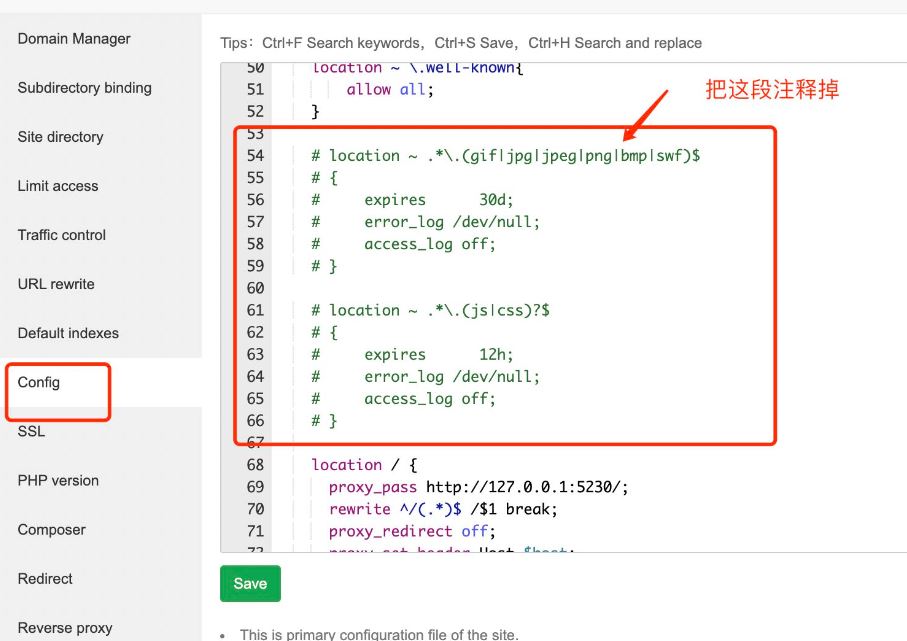 Domain Manager
Subdirectory binding
Site directory
Limit access
Traffic control
URL rewrite
Default indexes
Config
SSL
PHP version
Composer
Redirect
Reverse proxy
Tips: Ctrl+F Search keywords, Ctrl+S Save, Ctrl+H Search and replace
把这段注释掉
50 location ~ \.well-known{
51 allow all;
52 }
53
54 # location ~ .*\.(gif|jpg|jpeg|png|bmp|swf)$
55 # {
56 # expires 30d;
57 # error_log /dev/null;
58 # access_log off;
59 # }
60
61 # location ~ .*\.(js|css)?$
62 # {
63 # expires 12h;
64 # error_log /dev/null;
65 # access_log off;
66 # }
67
68 location / {
69 proxy_pass http://127.0.0.1:5230/;
70 rewrite ^/(.*)$ /$1 break;
71 proxy_redirect off;
72 proxy_set_header Host $host;
Save
• This is primary configuration file of the site.